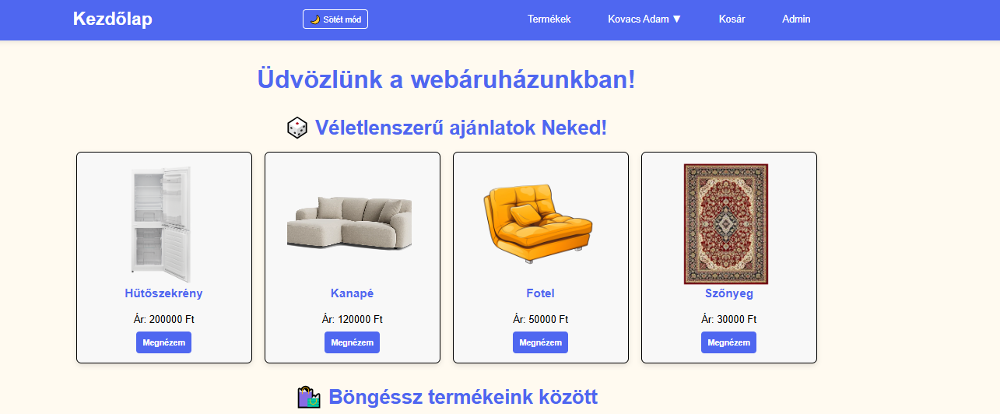 Kezdőlap 🌙 Sötét mód Termékek Kovacs Adam ▼ Kosár Admin
Üdvözlünk a webáruházunkban!
🎲 Véletlenszerű ajánlatok Neked!
Hűtőszekrény Kanapé Fotel Szőnyeg
Ár: 200000 Ft Ár: 120000 Ft Ár: 50000 Ft Ár: 30000 Ft
Megnézem Megnézem Megnézem Megnézem
🛍️ Böngéssz termékeink között